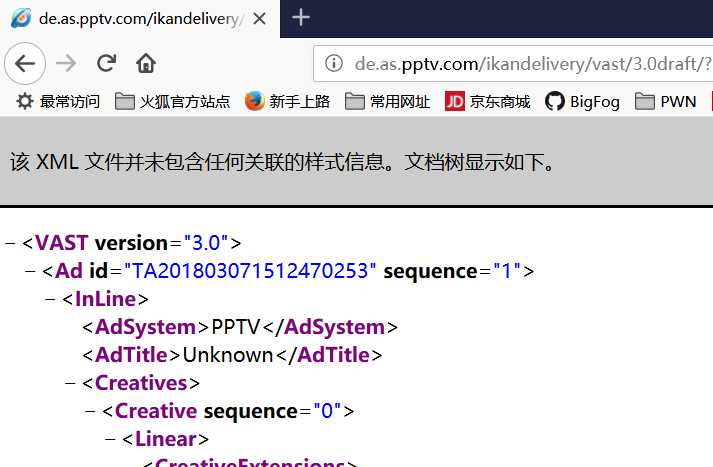 de.as.pptv.com/ikandelivery/
de.as.pptv.com/ikandelivery/vast/3.0draft/?
最常访问 火狐官方站点 新手上路 常用网址 JD 京东商城 BigFog PWN
该 XML 文件并未包含任何关联的样式信息。文档树显示如下。
– <VAST version="3.0">
– <Ad id="TA201803071512470253" sequence="1">
– <InLine>
<AdSystem>PPTV</AdSystem>
<AdTitle>Unknown</AdTitle>
– <Creatives>
– <Creative sequence="0">
– <Linear>
<CreativeExtensions>